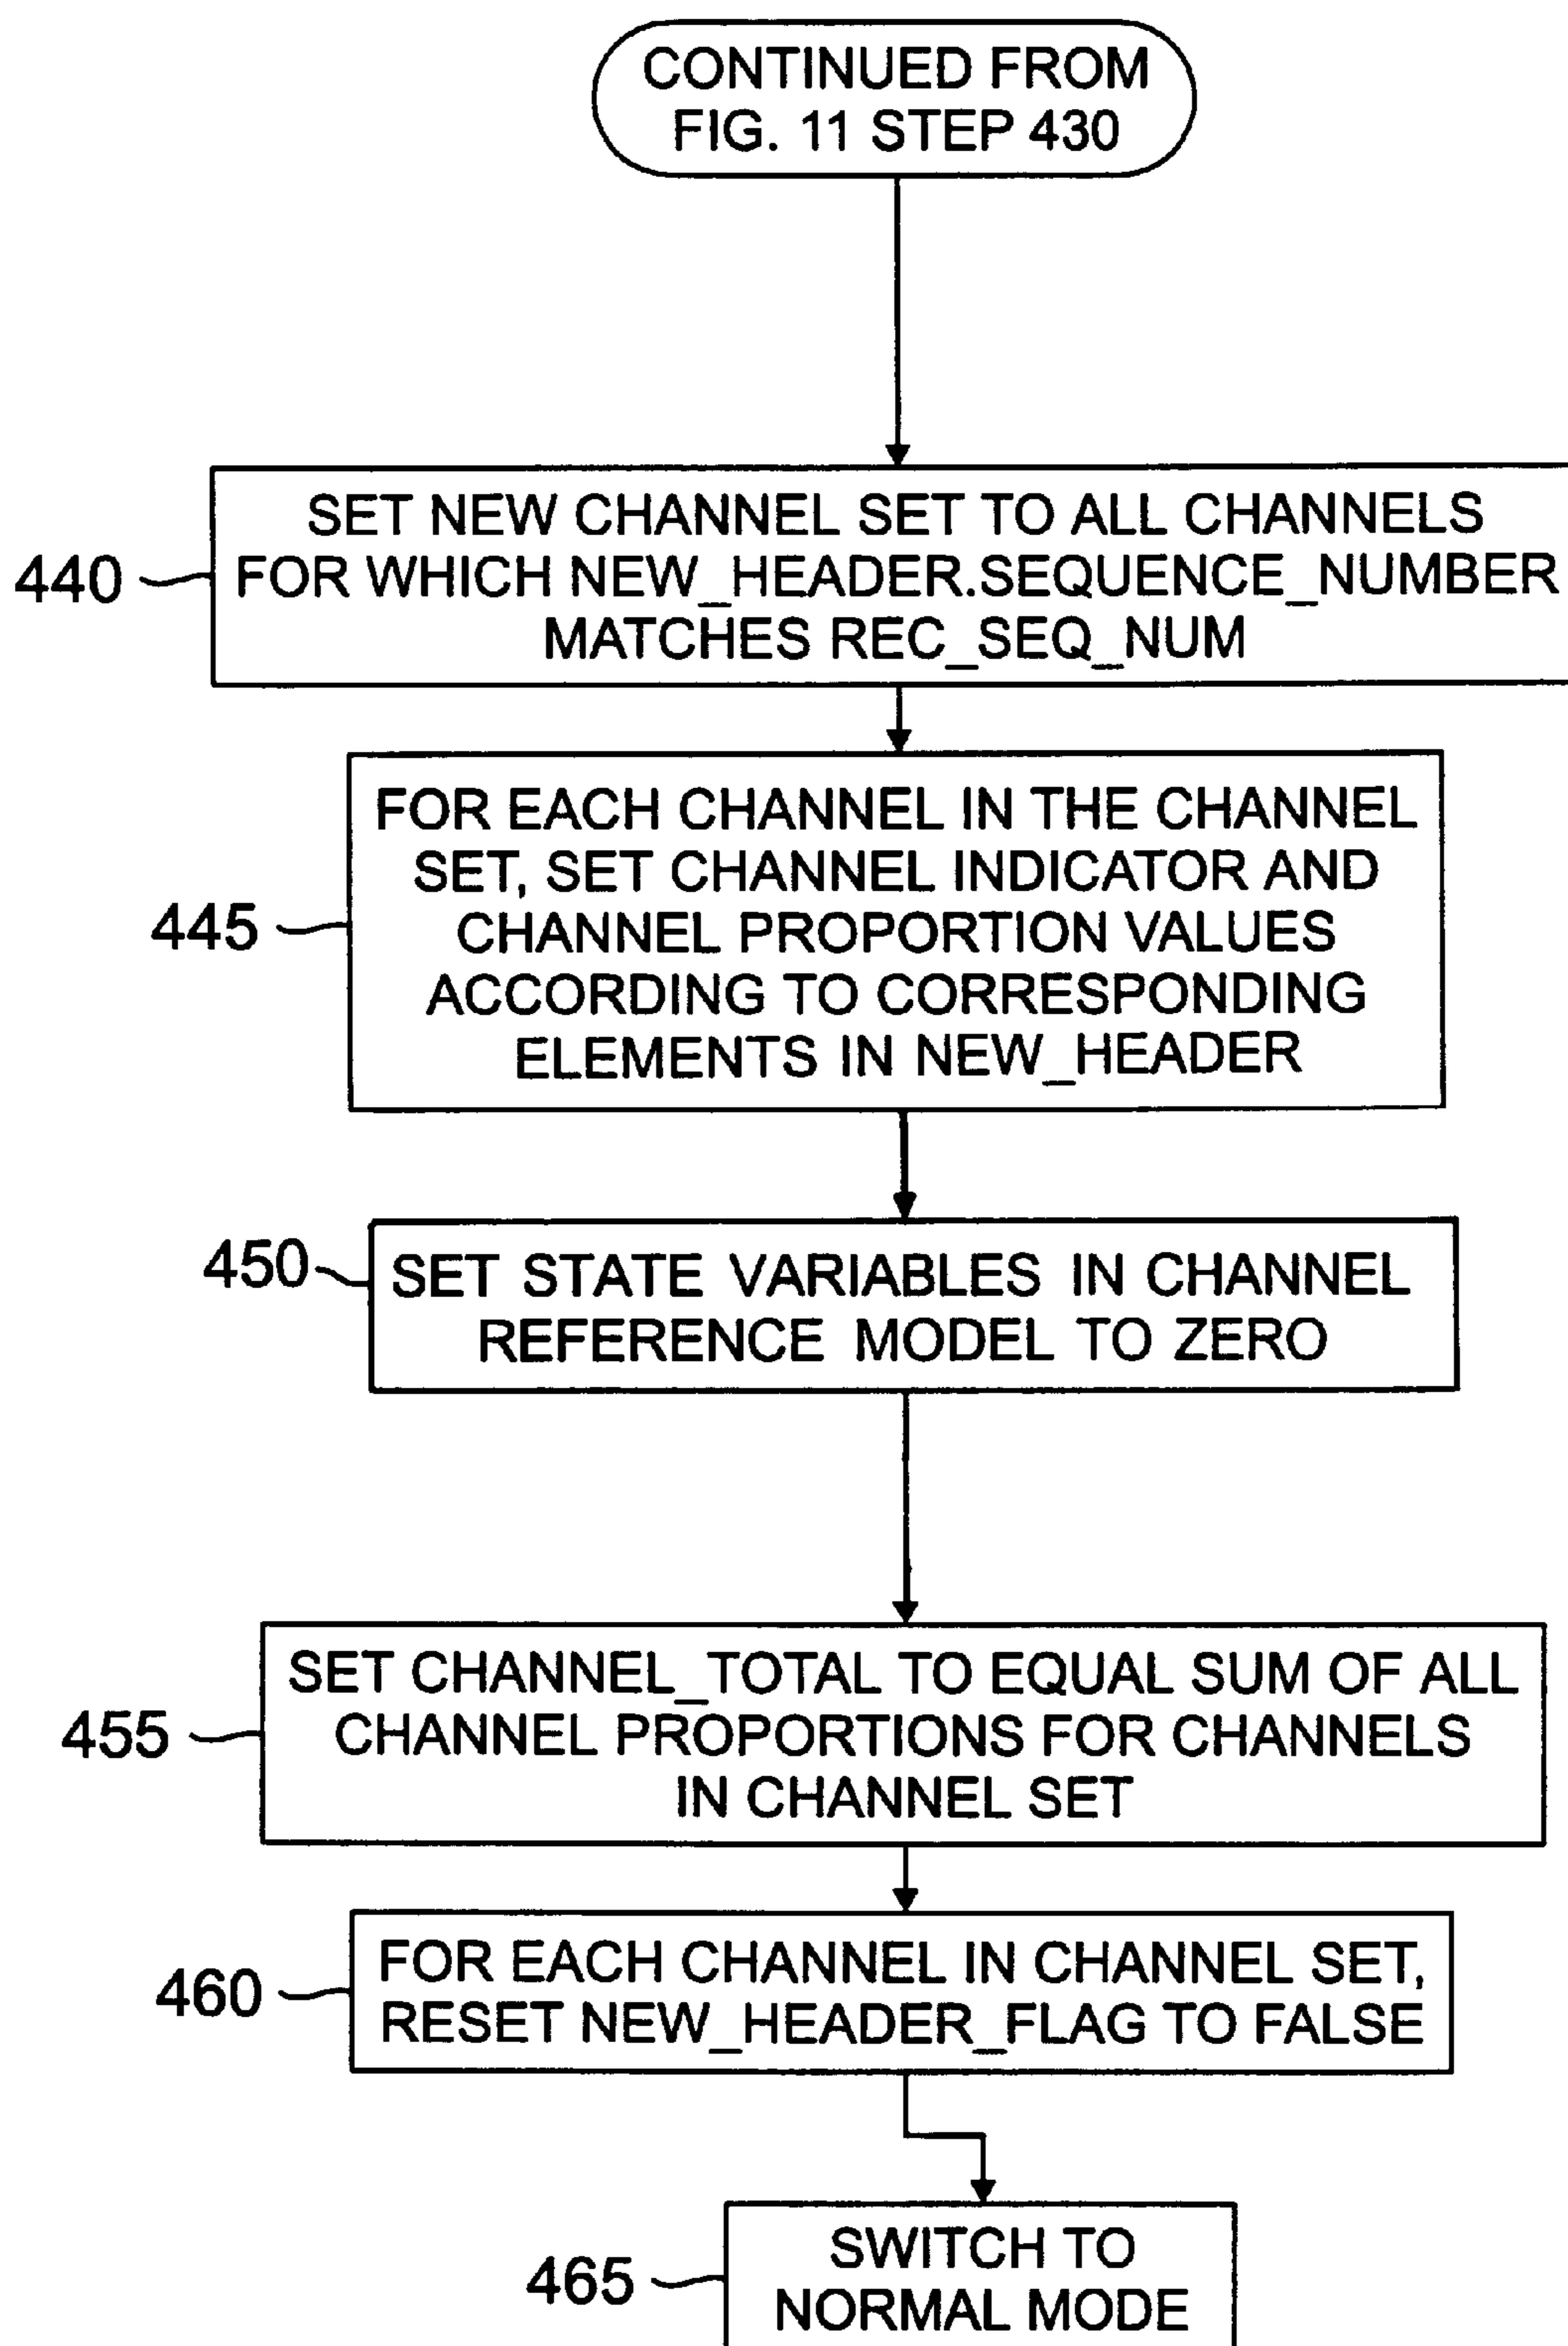 CONTINUED FROM
FIG. 11 STEP 430
440
SET NEW CHANNEL SET TO ALL CHANNELS
FOR WHICH NEW_HEADER.SEQUENCE_NUMBER
MATCHES REC_SEQ_NUM
445
FOR EACH CHANNEL IN THE CHANNEL
SET, SET CHANNEL INDICATOR AND
CHANNEL PROPORTION VALUES
ACCORDING TO CORRESPONDING
ELEMENTS IN NEW_HEADER
450
SET STATE VARIABLES IN CHANNEL
REFERENCE MODEL TO ZERO
455
SET CHANNEL_TOTAL TO EQUAL SUM OF ALL
CHANNEL PROPORTIONS FOR CHANNELS
IN CHANNEL SET
460
FOR EACH CHANNEL IN CHANNEL SET,
RESET NEW_HEADER_FLAG TO FALSE
465
SWITCH TO
NORMAL MODE